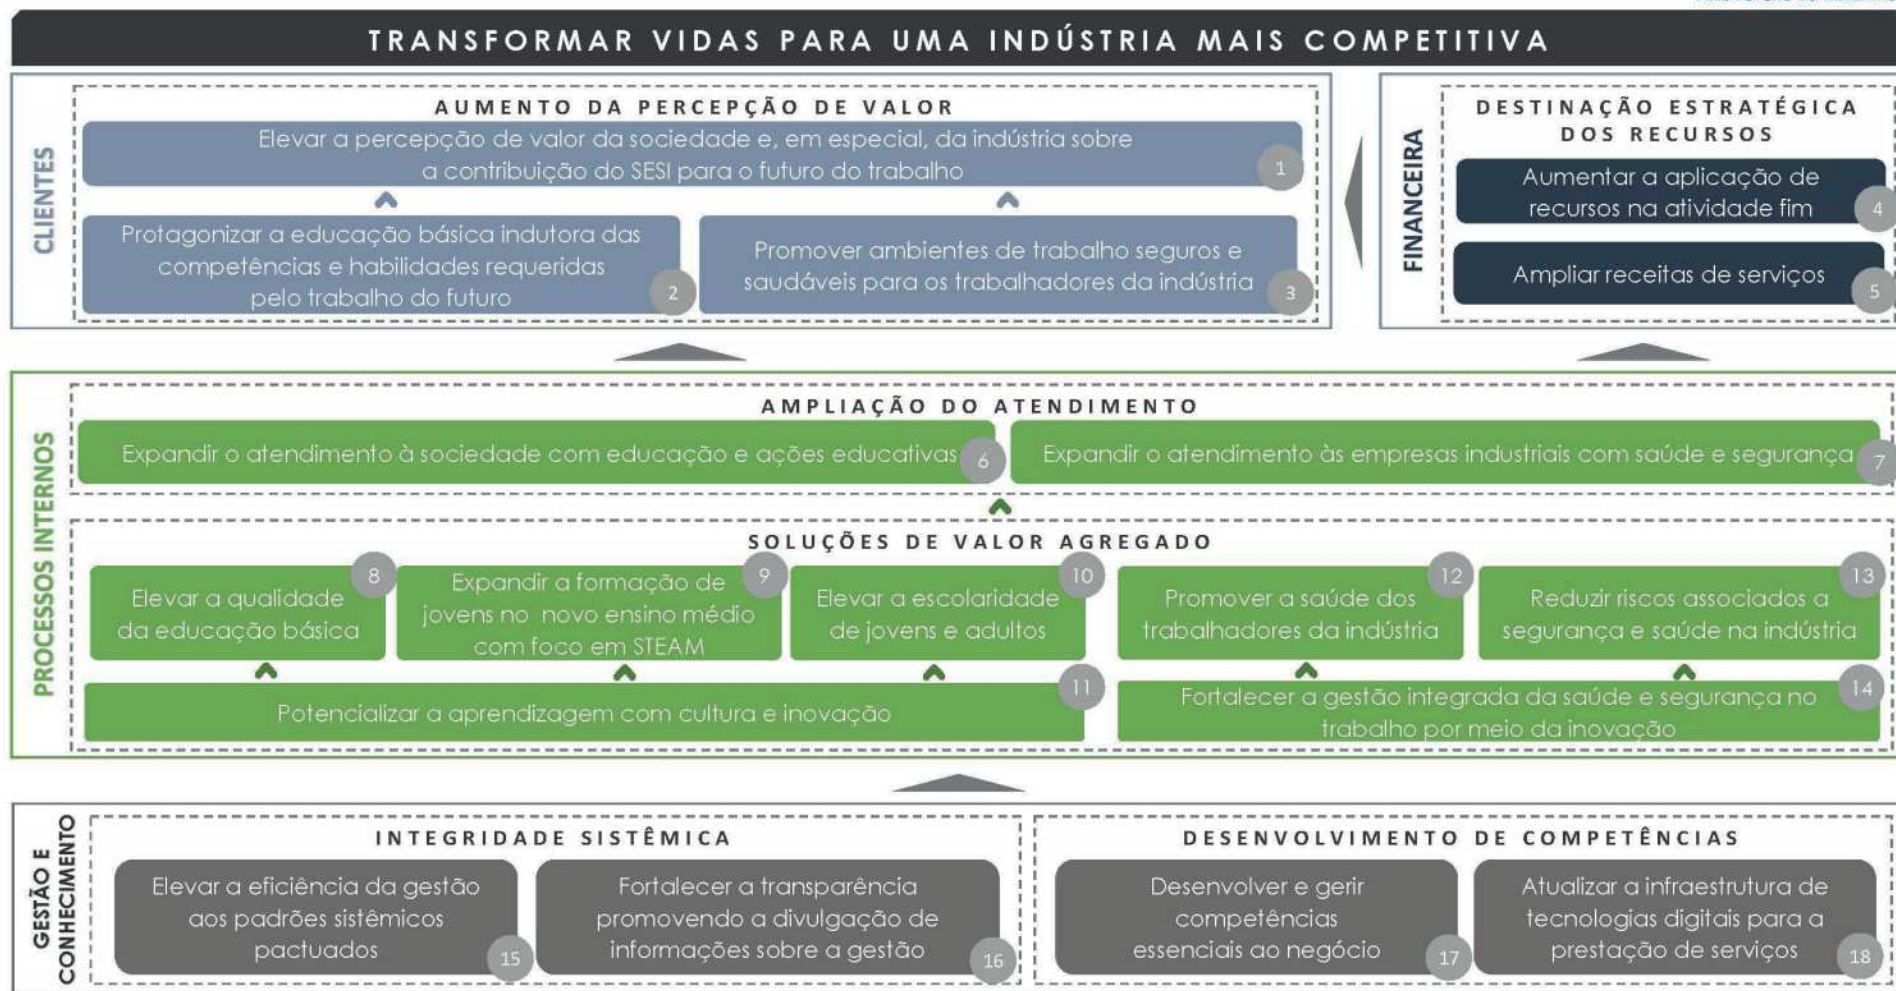 TRANSFORMAR VIDAS PARA UMA INDÚSTRIA MAIS COMPETITIVA
CLIENTES
AUMENTO DA PERCEPÇÃO DE VALOR
Elevar a percepção de valor da sociedade e, em especial, da indústria sobre
a contribuição do SESI para o futuro do trabalho
1
Protagonizar a educação básica indutora das
competências e habilidades requeridas
pelo trabalho do futuro
2
Promover ambientes de trabalho seguros e
saudáveis para os trabalhadores da indústria
3
FINANCEIRA
DESTINAÇÃO ESTRATÉGICA
DOS RECURSOS
Aumentar a aplicação de
recursos na atividade fim
4
Ampliar receitas de serviços
5
PROCESSOS INTERNOS
AMPLIAÇÃO DO ATENDIMENTO
Expandir o atendimento à sociedade com educação e ações educativas
6
Expandir o atendimento às empresas industriais com saúde e segurança
7
SOLUÇÕES DE VALOR AGREGADO
Elevar a qualidade
da educação básica
8
Expandir a formação de
jovens no novo ensino médio
com foco em STEAM
9
Elevar a escolaridade
de jovens e adultos
10
Potencializar a aprendizagem com cultura e inovação
11
Promover a saúde dos
trabalhadores da indústria
12
Reduzir riscos associados a
segurança e saúde na indústria
13
Fortalecer a gestão integrada da saúde e segurança no
trabalho por meio da inovação
14
GESTÃO E
CONHECIMENTO
INTEGRIDADE SISTÊMICA
Elevar a eficiência da gestão
aos padrões sistêmicos
pactuados
15
Fortalecer a transparência
promovendo a divulgação de
informações sobre a gestão
16
DESENVOLVIMENTO DE COMPETÊNCIAS
Desenvolver e gerir
competências
essenciais ao negócio
17
Atualizar a infraestrutura de
tecnologias digitais para a
prestação de serviços
18